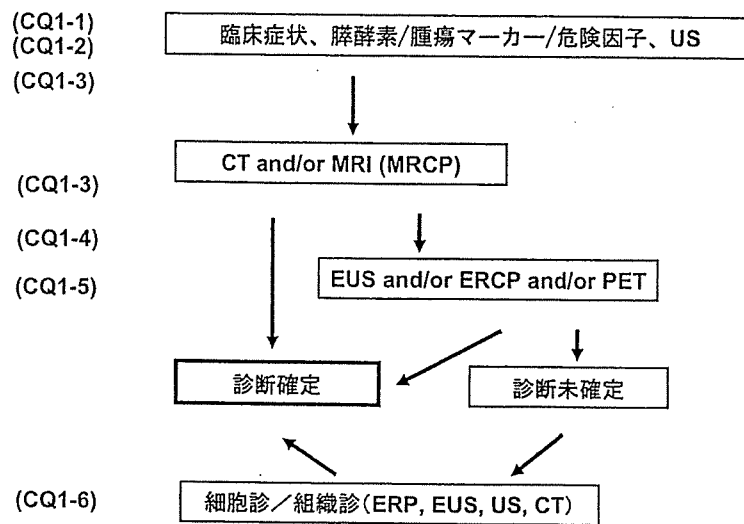 (CQ1-1)
(CQ1-2)
臨床症状、膵酵素/腫瘍マーカー/危険因子、US
(CQ1-3)
CT and/or MRI (MRCP)
(CQ1-3)
(CQ1-4)
(CQ1-5)
EUS and/or ERCP and/or PET
診断確定
診断未確定
(CQ1-6)
細胞診／組織診(ERP, EUS, US, CT)